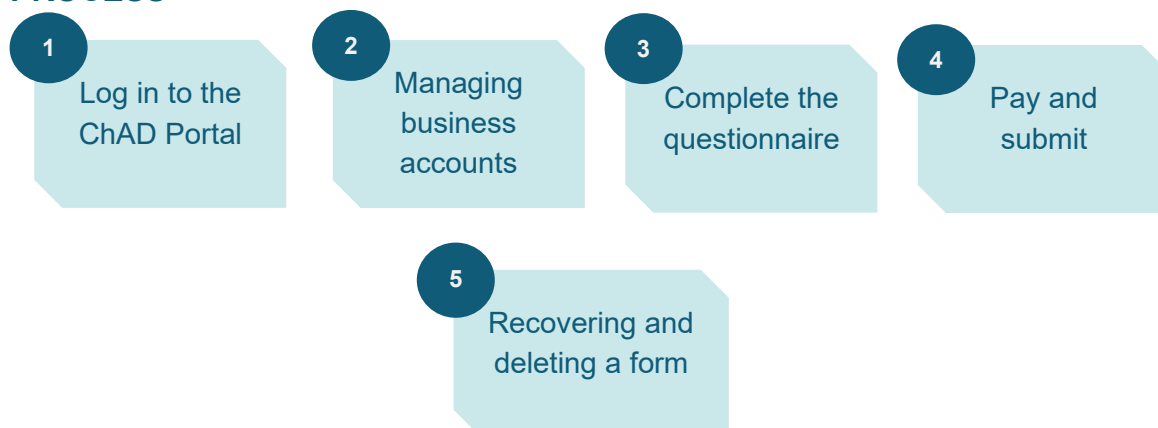 PROCESS
1
Log in to the
ChAD Portal
2
Managing
business
accounts
3
Complete the
questionnaire
4
Pay and
submit
5
Recovering and
deleting a form